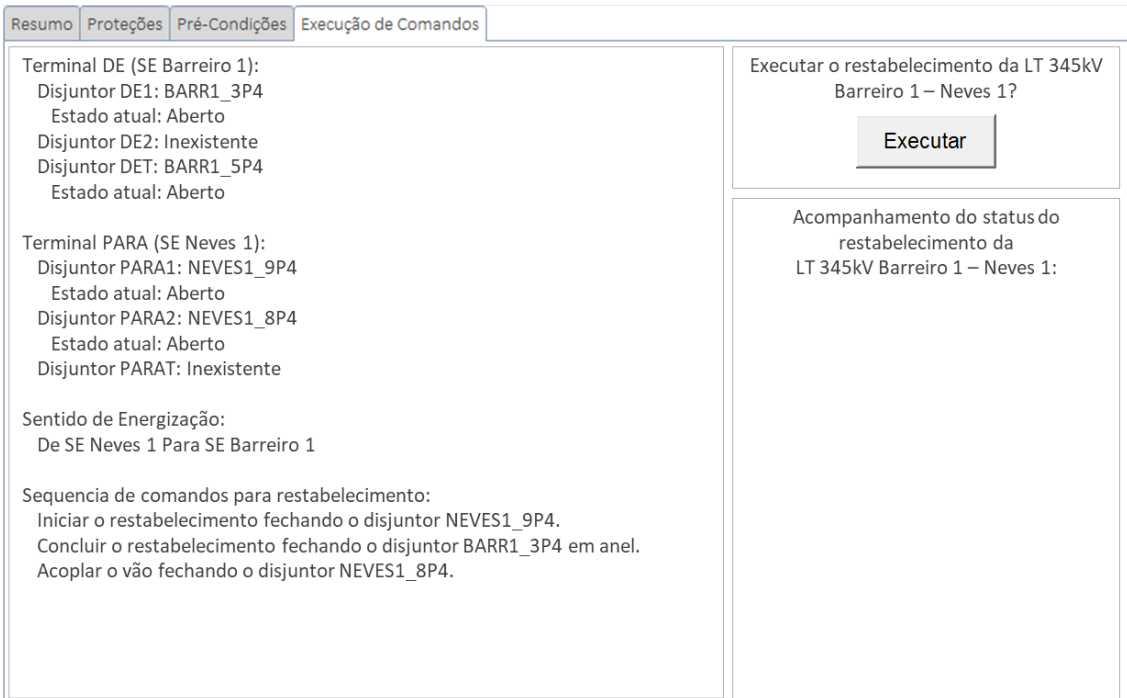 Resumo
Proteções
Pré-Condições
Execução de Comandos
Terminal DE (SE Barreiro 1):
Disjuntor DE1: BARR1_3P4
Estado atual: Aberto
Disjuntor DE2: Inexistente
Disjuntor DET: BARR1_5P4
Estado atual: Aberto
Terminal PARA (SE Neves 1):
Disjuntor PARA1: NEVES1_9P4
Estado atual: Aberto
Disjuntor PARA2: NEVES1_8P4
Estado atual: Aberto
Disjuntor PARAT: Inexistente
Sentido de Energização:
De SE Neves 1 Para SE Barreiro 1
Sequencia de comandos para restabelecimento:
Iniciar o restabelecimento fechando o disjuntor NEVES1_9P4.
Concluir o restabelecimento fechando o disjuntor BARR1_3P4 em anel.
Acoplar o vão fechando o disjuntor NEVES1_8P4.
Executar o restabelecimento da LT 345kV
Barreiro 1 – Neves 1?
Executar
Acompanhamento do status do
restabelecimento da
LT 345kV Barreiro 1 – Neves 1: